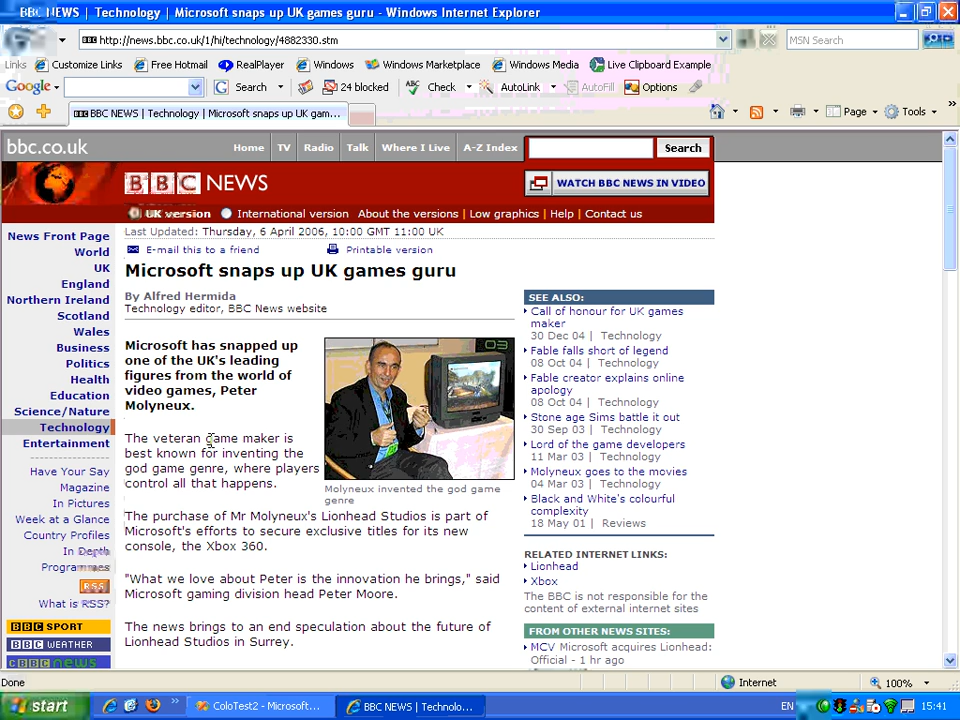 BBC NEWS | Technology | Microsoft snaps up UK games guru - Windows Internet Explorer
http://news.bbc.co.uk/1/hi/technology/4882330.stm
MSN Search
Links Customize Links Free Hotmail RealPlayer Windows Windows Marketplace Windows Media Live Clipboard Example
Google Search 24 blocked Check AutoLink AutoFill Options
BBC NEWS | Technology | Microsoft snaps up UK gam...
Page Tools
bbc.co.uk Home TV Radio Talk Where I Live A-Z Index Search
BBC NEWS WATCH BBC NEWS IN VIDEO
UK version International version About the versions | Low graphics | Help | Contact us
Last Updated: Thursday, 6 April 2006, 10:00 GMT 11:00 UK
E-mail this to a friend Printable version
News Front Page
World
UK
England
Northern Ireland
Scotland
Wales
Business
Politics
Health
Education
Science/Nature
Technology
Entertainment
Have Your Say
Magazine
In Pictures
Week at a Glance
Country Profiles
In Depth
Programmes
RSS
What is RSS?
BBC SPORT
BBC WEATHER
CBBC news
Microsoft snaps up UK games guru
By Alfred Hermida
Technology editor, BBC News website
Microsoft has snapped up
one of the UK's leading
figures from the world of
video games, Peter
Molyneux.
03
Molyneux invented the god game
genre
The veteran game maker is
best known for inventing the
god game genre, where players
control all that happens.
The purchase of Mr Molyneux's Lionhead Studios is part of
Microsoft's efforts to secure exclusive titles for its new
console, the Xbox 360.
"What we love about Peter is the innovation he brings," said
Microsoft gaming division head Peter Moore.
The news brings to an end speculation about the future of
Lionhead Studios in Surrey.
SEE ALSO:
Call of honour for UK games
maker
30 Dec 04 | Technology
Fable falls short of legend
08 Oct 04 | Technology
Fable creator explains online
apology
08 Oct 04 | Technology
Stone age Sims battle it out
30 Sep 03 | Technology
Lord of the game developers
11 Mar 03 | Technology
Molyneux goes to the movies
04 Mar 03 | Technology
Black and White's colourful
complexity
18 May 01 | Reviews
RELATED INTERNET LINKS:
Lionhead
Xbox
The BBC is not responsible for the
content of external internet sites
FROM OTHER NEWS SITES:
MCV Microsoft acquires Lionhead:
Official - 1 hr ago
Done Internet 100%
start ColoTest2 - Microsoft... BBC NEWS | Technolo... EN 15:41